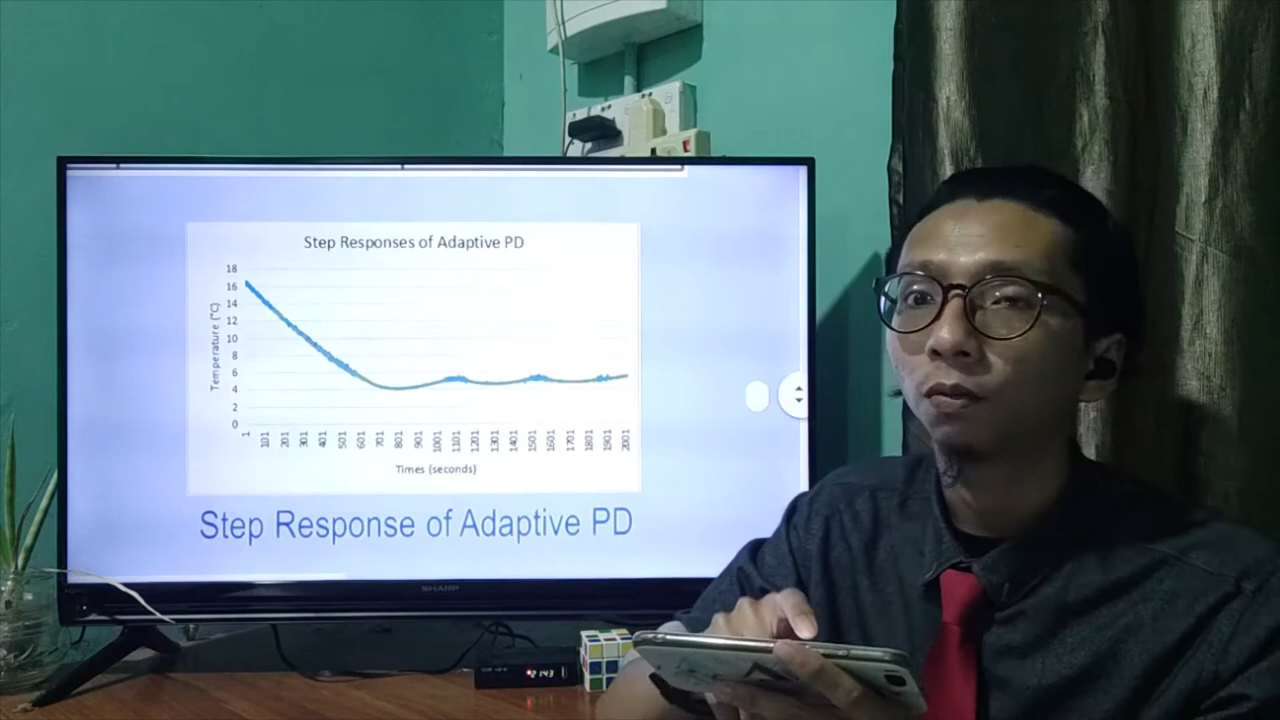 Step Responses of Adaptive PD
18
16
14
12
10
8
6
4
2
0
Temperature (°C)
1 101 201 301 401 501 601 701 801 901 1001 1101 1201 1301 1401 1501 1601 1701 1801 1901 2001
Times (seconds)
Step Response of Adaptive PD
SHARP